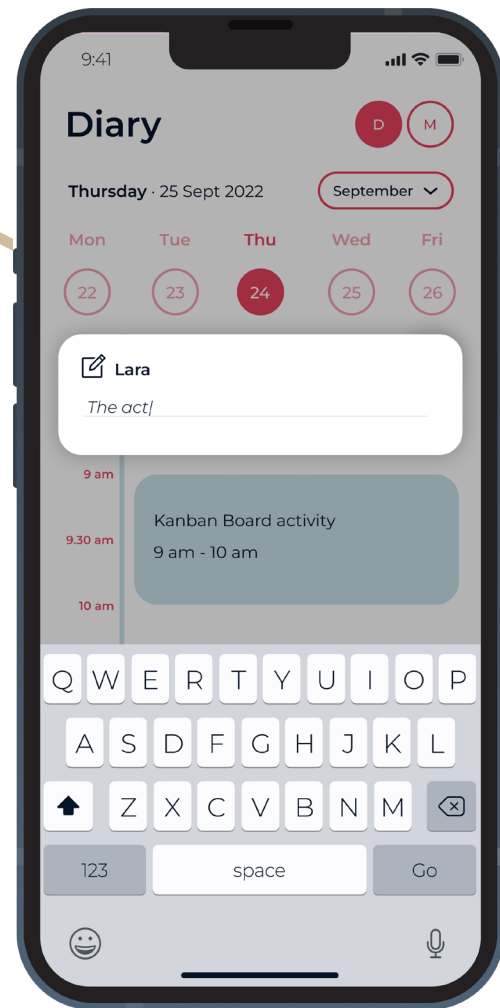 9:41
Diary
D M
Thursday · 25 Sept 2022 September
Mon Tue Thu Wed Fri
22 23 24 25 26
Lara
The act
9 am
Kanban Board activity
9.30 am
9 am - 10 am
10 am
Q W E R T Y U I O P
A S D F G H J K L
Z X C V B N M
123 space Go